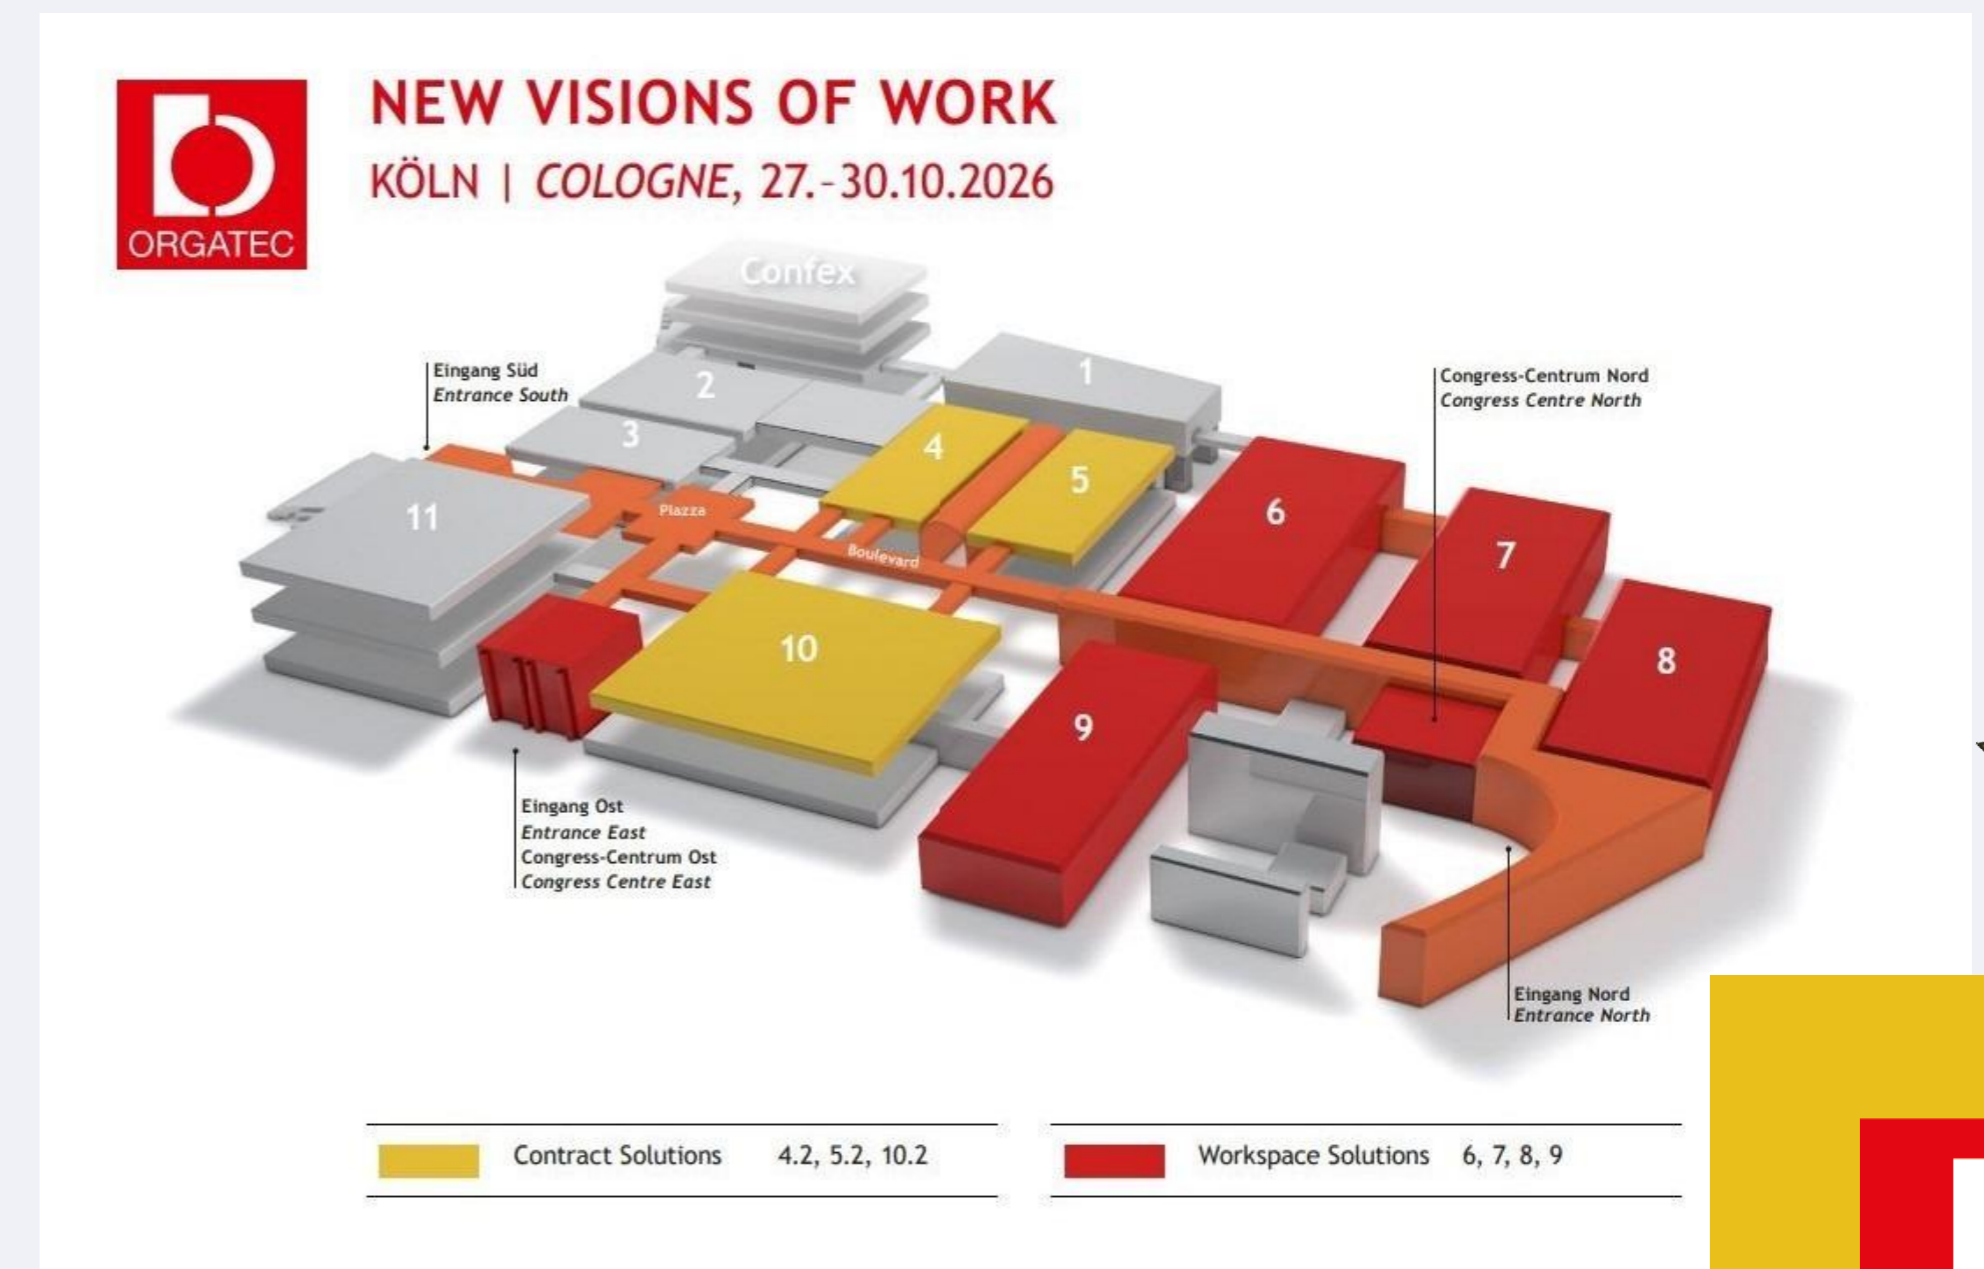 NEW VISIONS OF WORK
KÖLN | COLOGNE, 27.-30.10.2026
ORGATEC
Confex
1
2
3
4
5
6
7
8
9
10
11
Eingang Süd
Entrance South
Congress-Centrum Nord
Congress Centre North
Piazza
Boulevard
Eingang Ost
Entrance East
Congress-Centrum Ost
Congress Centre East
Eingang Nord
Entrance North
Contract Solutions 4.2, 5.2, 10.2
Workspace Solutions 6, 7, 8, 9